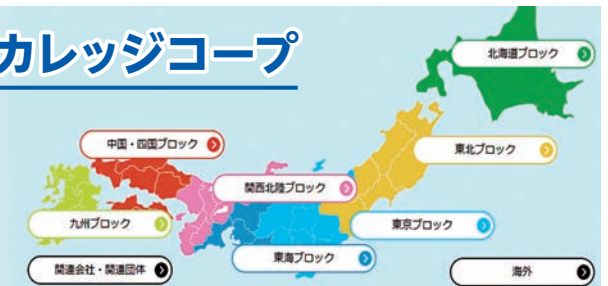 カレッジコープ
北海道ブロック
中国・四国ブロック
東北ブロック
関西北陸ブロック
九州ブロック
東京ブロック
東海ブロック
関連会社・関連団体
海外